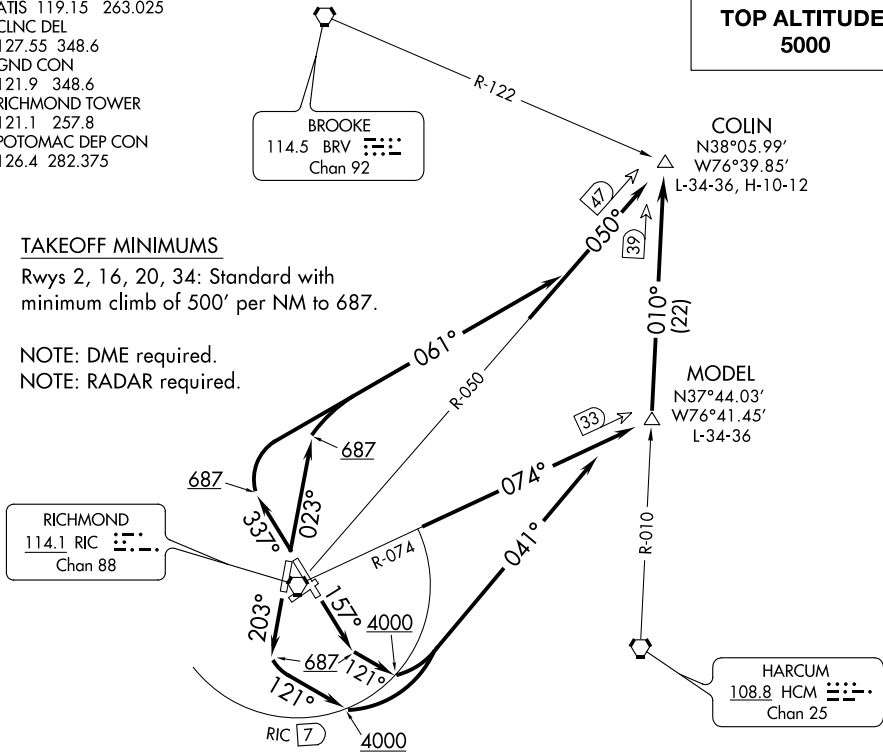 ATIS 119.15 263.025
CLNC DEL
127.55 348.6
GND CON
121.9 348.6
RICHMOND TOWER
121.1 257.8
POTOMAC DEP CON
126.4 282.375
TOP ALTITUDE
5000
R-122
BROOKE
114.5 BRV
Chan 92
COLIN
N38°05.99'
W76°39.85'
L-34-36, H-10-12
47
050°
39
TAKEOFF MINIMUMS
Rwys 2, 16, 20, 34: Standard with
minimum climb of 500' per NM to 687.
NOTE: DME required.
NOTE: RADAR required.
061°
R-050
010°
(22)
MODEL
N37°44.03'
W76°41.45'
L-34-36
33
687
687
074°
337°
023°
RICHMOND
114.1 RIC
Chan 88
R-074
041°
R-010
203°
157°
4000
687
121°
121°
RIC 7
4000
HARCUM
108.8 HCM
Chan 25